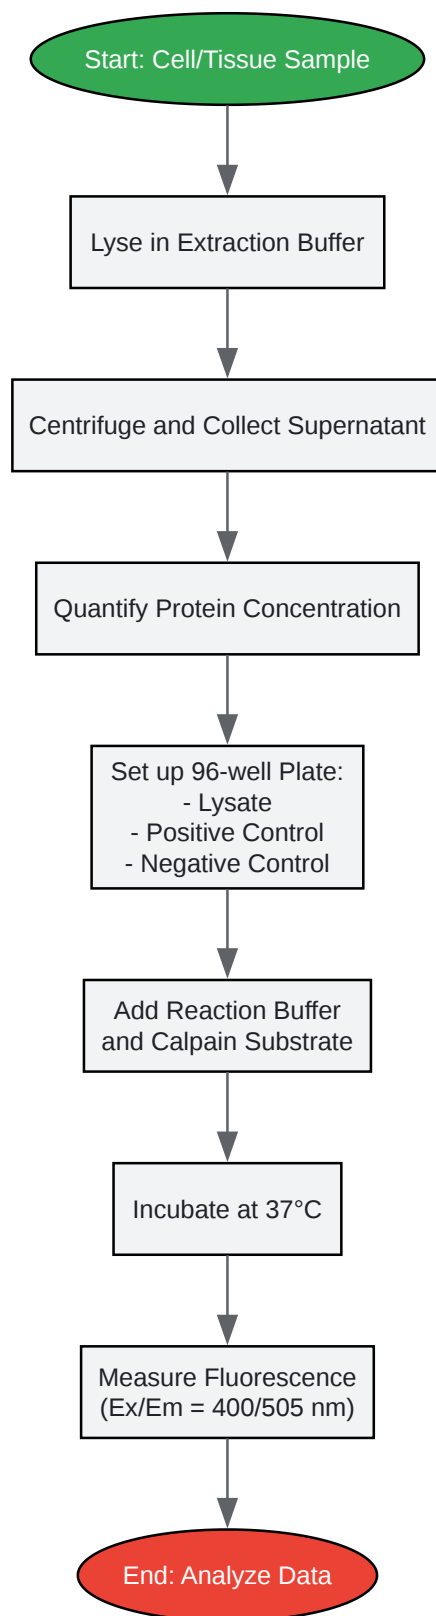 Start: Cell/Tissue Sample
Lyse in Extraction Buffer
Centrifuge and Collect Supernatant
Quantify Protein Concentration
Set up 96-well Plate:
- Lysate
- Positive Control
- Negative Control
Add Reaction Buffer
and Calpain Substrate
Incubate at 37°C
Measure Fluorescence
(Ex/Em = 400/505 nm)
End: Analyze Data